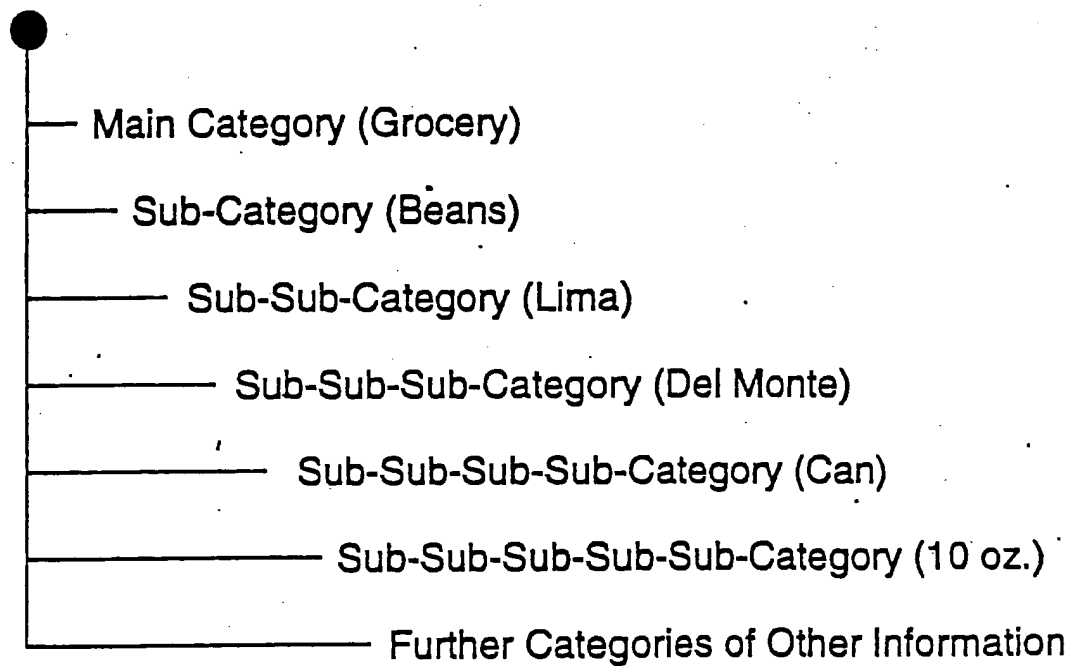 Main Category (Grocery)
Sub-Category (Beans)
Sub-Sub-Category (Lima)
Sub-Sub-Sub-Category (Del Monte)
Sub-Sub-Sub-Sub-Category (Can)
Sub-Sub-Sub-Sub-Sub-Category (10 oz.)
Further Categories of Other Information